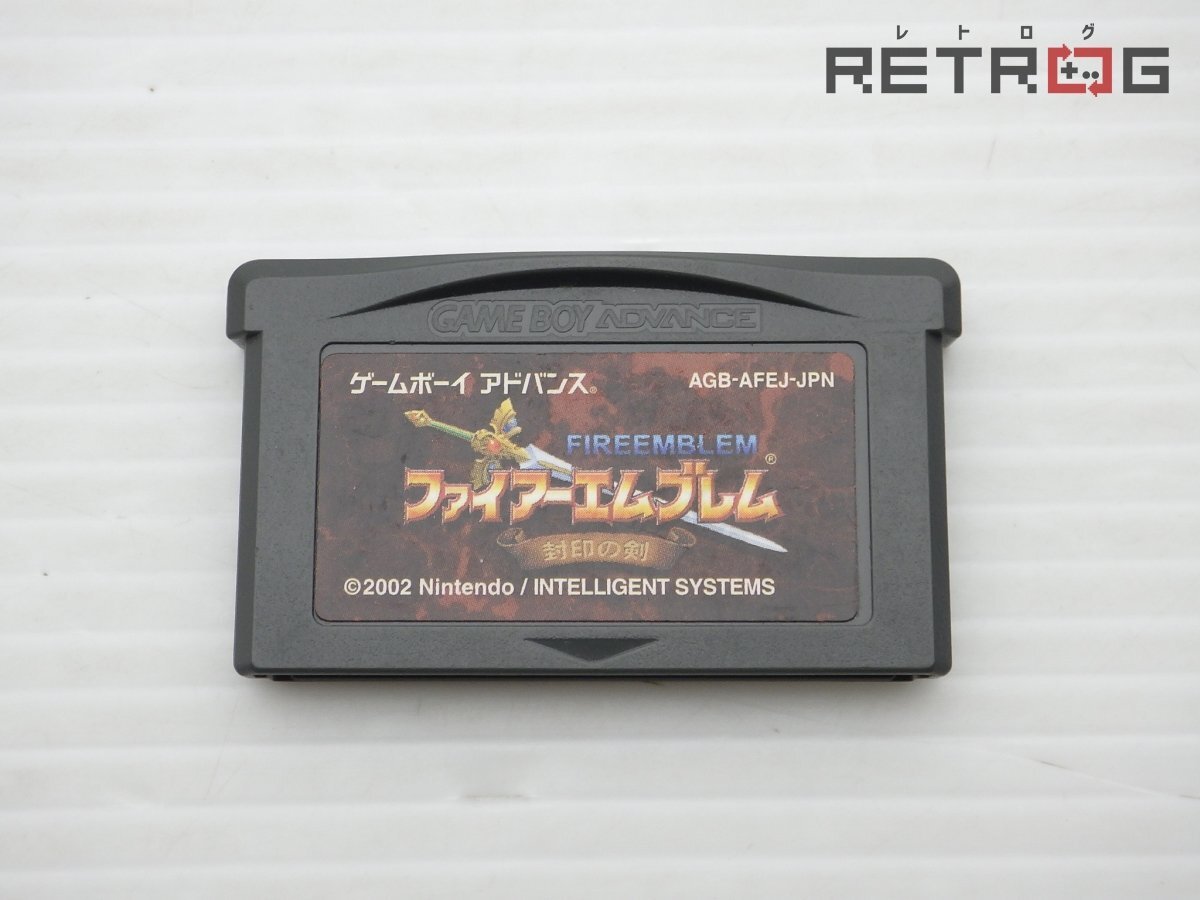 レトログ
RETROG
GAME BOY ADVANCE
ゲームボーイ アドバンス®
AGB-AFEJ-JPN
FIREEMBLEM
ファイアーエムブレム®
封印の剣
©2002 Nintendo / INTELLIGENT SYSTEMS